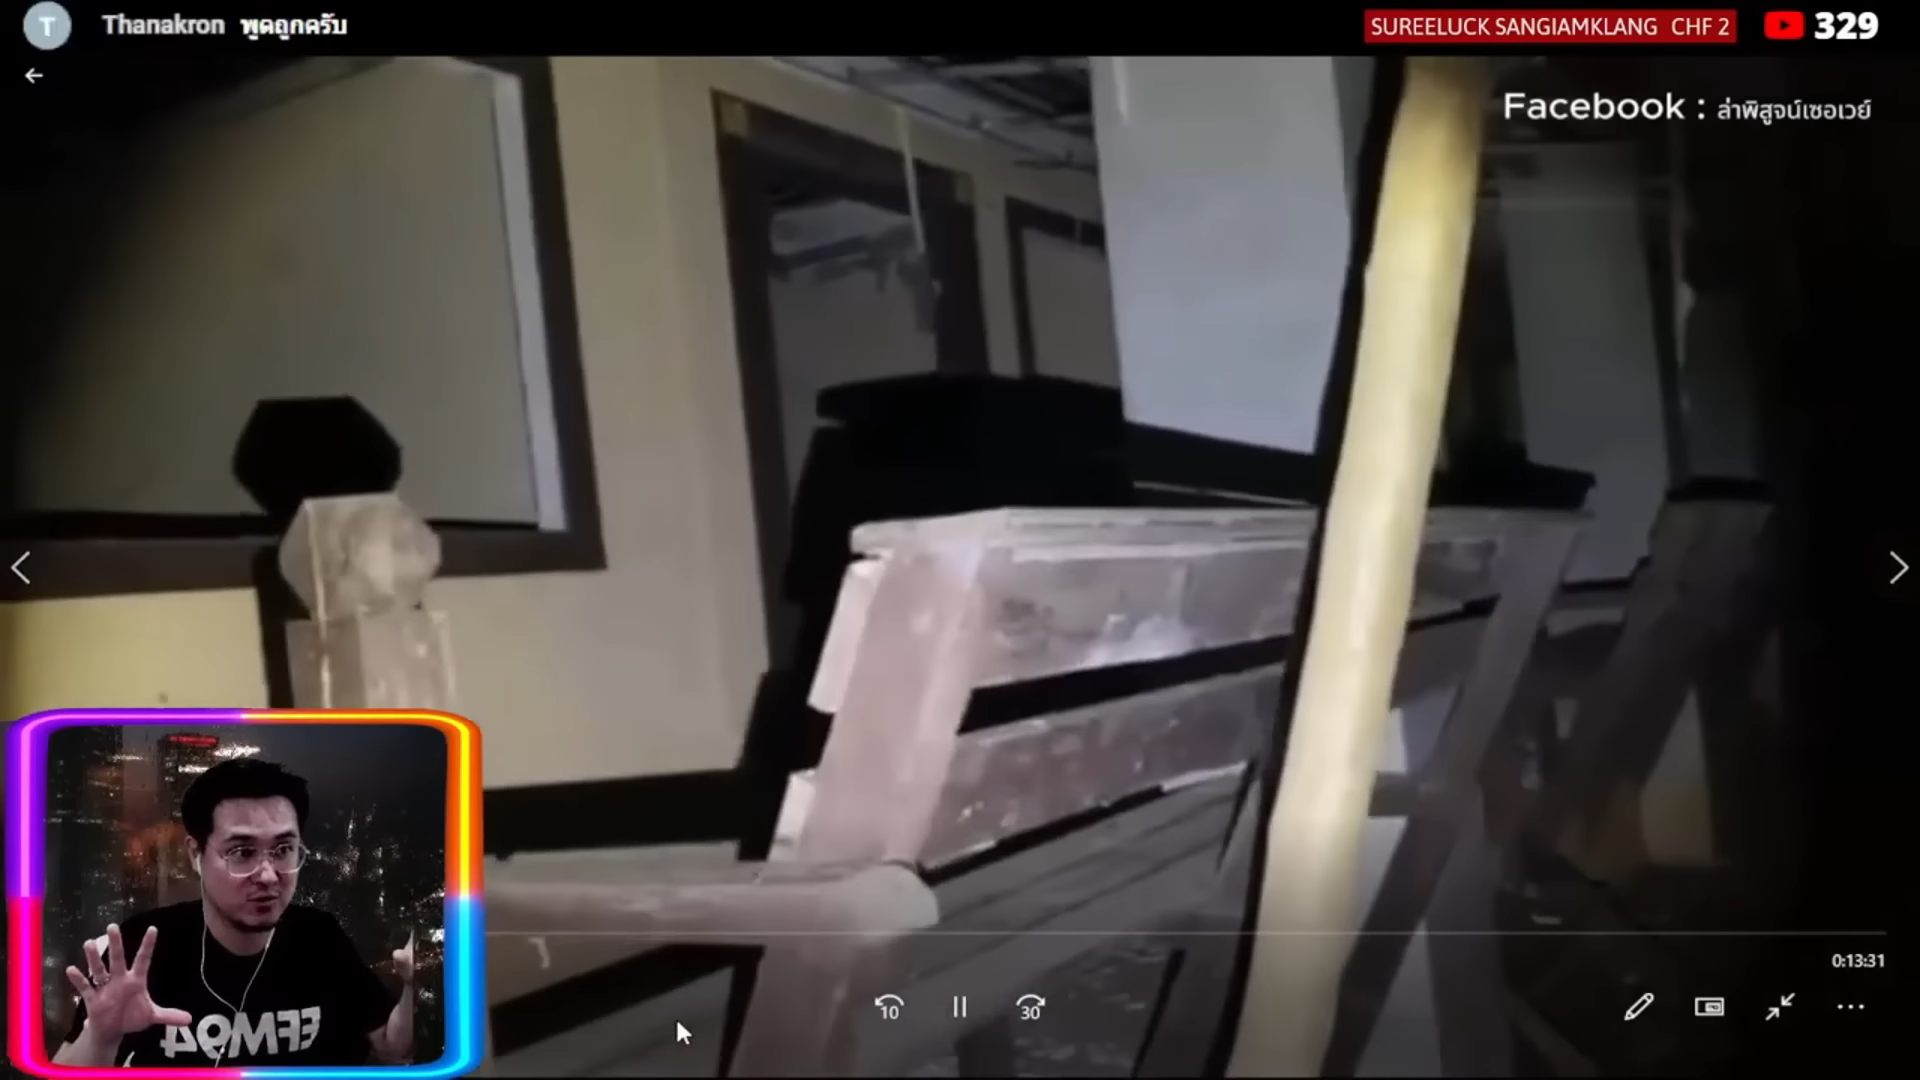 T Thanakron พูดถูกครับ
SUREELUCK SANGIAMKLANG CHF 2
329
Facebook : ล่าพิสูจน์เซอเวย์
0:13:31
10
30
EFM94